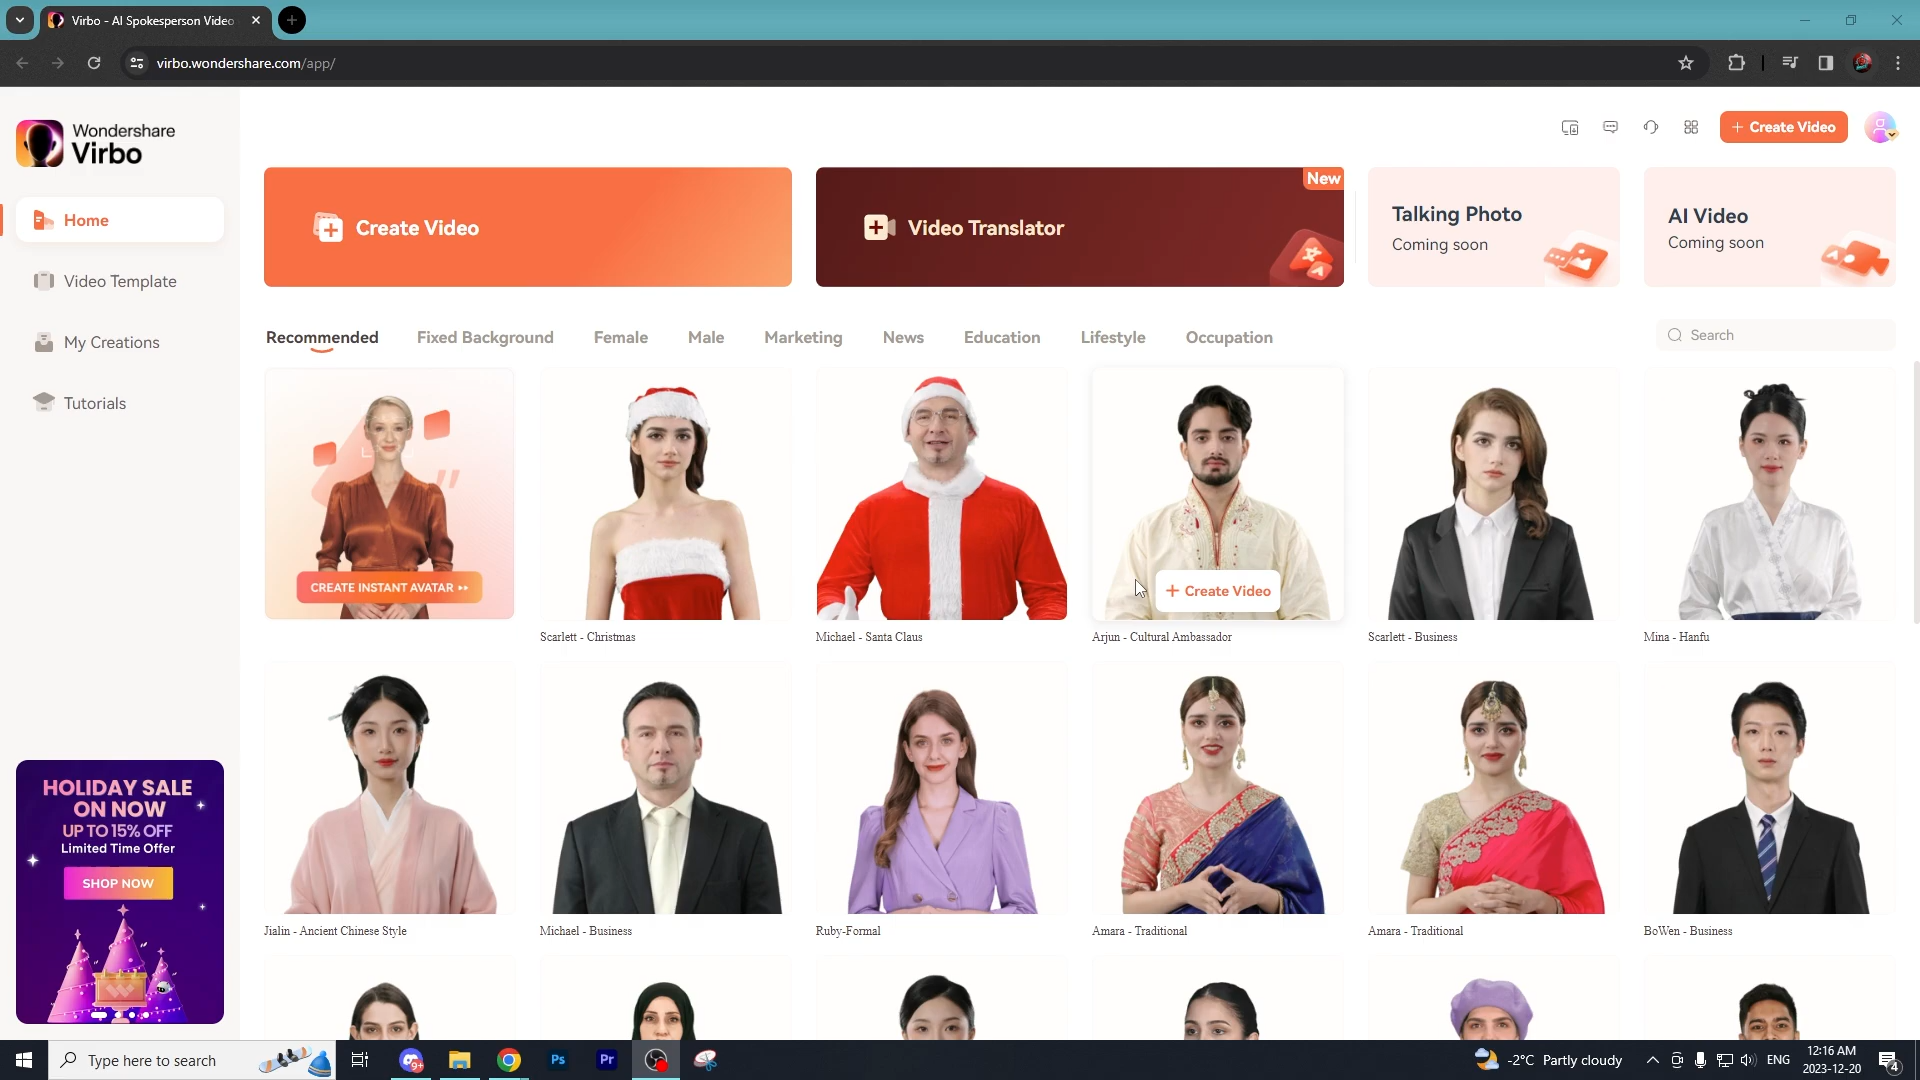 Virbo - AI Spokesperson Video
virbo.wondershare.com/app/
Wondershare
Virbo
Create Video
Home
Video Template
My Creations
Tutorials
Create Video
New
Video Translator
Talking Photo
Coming soon
AI Video
Coming soon
Recommended
Fixed Background
Female
Male
Marketing
News
Education
Lifestyle
Occupation
Search
CREATE INSTANT AVATAR
Create Video
Scarlett - Christmas
Michael - Santa Claus
Arjun - Cultural Ambassador
Scarlett - Business
Mina - Hanfu
Jialin - Ancient Chinese Style
Michael - Business
Ruby-Formal
Amara - Traditional
Amara - Traditional
BoWen - Business
HOLIDAY SALE
ON NOW
UP TO 15% OFF
Limited Time Offer
SHOP NOW
Type here to search
9+
Ps
Pr
-2°C Partly cloudy
ENG
12:16 AM
2023-12-20
4